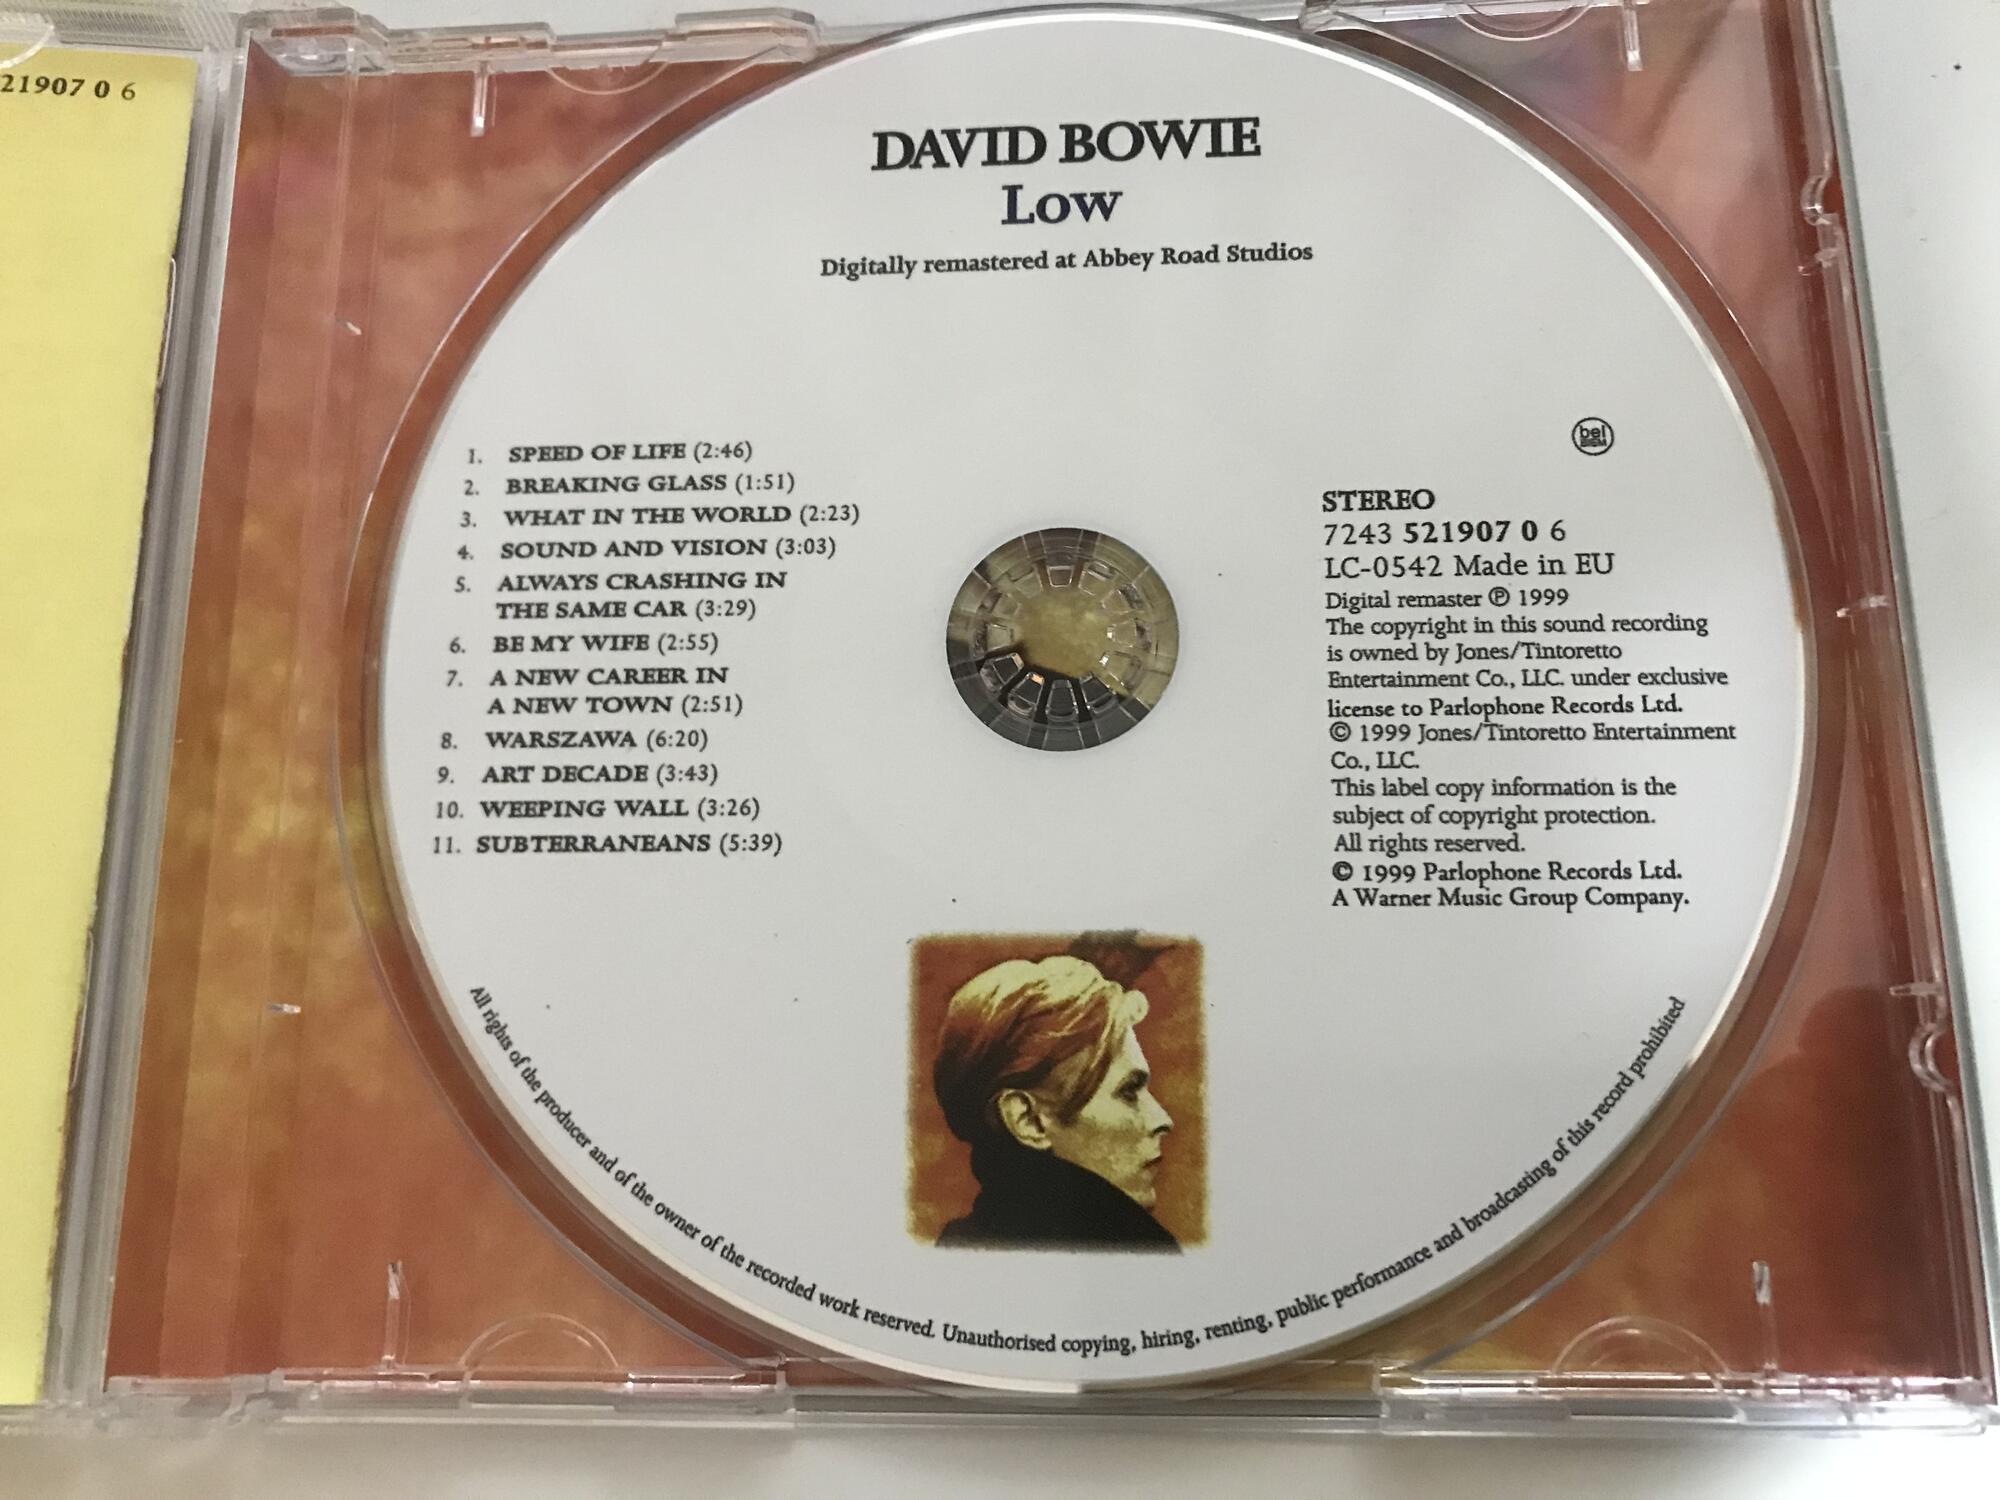 21907 0 6
DAVID BOWIE
Low
Digitally remastered at Abbey Road Studios
1. SPEED OF LIFE (2:46)
2. BREAKING GLASS (1:51)
3. WHAT IN THE WORLD (2:23)
4. SOUND AND VISION (3:03)
5. ALWAYS CRASHING IN
THE SAME CAR (3:29)
6. BE MY WIFE (2:55)
7. A NEW CAREER IN
A NEW TOWN (2:51)
8. WARSZAWA (6:20)
9. ART DECADE (3:43)
10. WEEPING WALL (3:26)
11. SUBTERRANEANS (5:39)
bel
BIEM
STEREO
7243 521907 0 6
LC-0542 Made in EU
Digital remaster ℗ 1999
The copyright in this sound recording
is owned by Jones/Tintoretto
Entertainment Co., LLC. under exclusive
license to Parlophone Records Ltd.
© 1999 Jones/Tintoretto Entertainment
Co., LLC.
This label copy information is the
subject of copyright protection.
All rights reserved.
© 1999 Parlophone Records Ltd.
A Warner Music Group Company.
All rights of the producer and of the owner of the recorded work reserved. Unauthorised copying, hiring, renting, public performance and broadcasting of this record prohibited